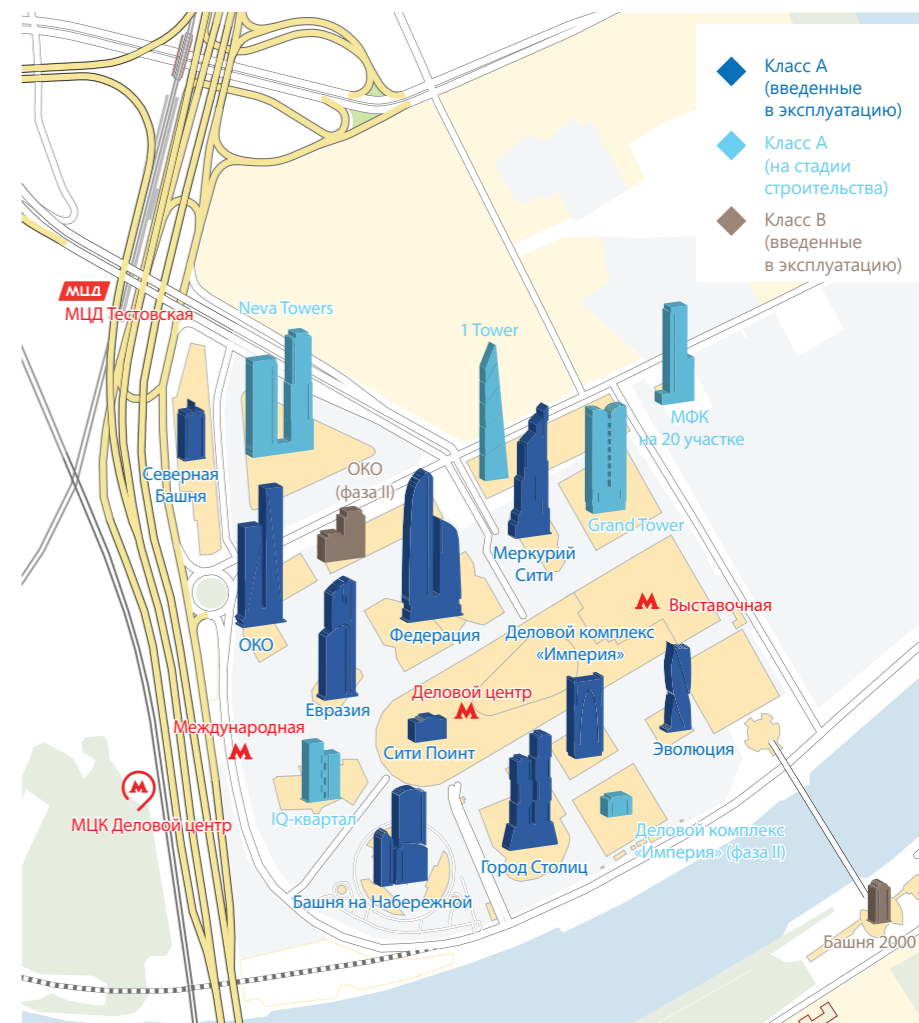 Класс А
(введенные
в эксплуатацию)
Класс А
(на стадии
строительства)
Класс B
(введенные
в эксплуатацию)
МЦД
МЦД Тестовская
Neva Towers
1 Tower
МФК
на 20 участке
Северная
Башня
ОКО
(фаза II)
Grand Tower
Меркурий
Сити
М
Выставочная
Федерация
Деловой комплекс
«Империя»
ОКО
Деловой центр
М
Евразия
Международная
М
Сити Поинт
Эволюция
М
МЦК Деловой центр
IQ-квартал
Деловой комплекс
«Империя» (фаза II)
Город Столиц
Башня на Набережной
Башня 2000